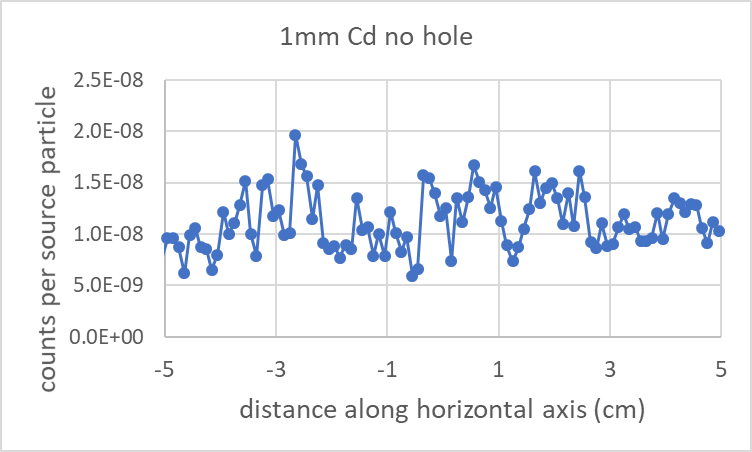 1mm Cd no hole
counts per source particle
2.5E-08
2.0E-08
1.5E-08
1.0E-08
5.0E-09
0.0E+00
-5 -3 -1 1 3 5
distance along horizontal axis (cm)